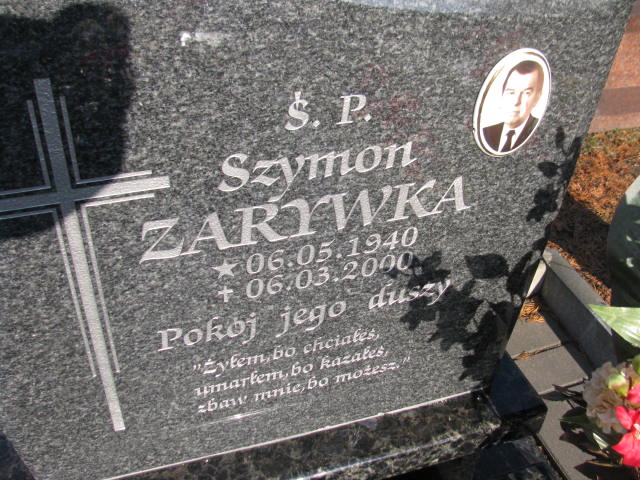 Ś. P.
Szymon
ZARYWKA
★ 06.05.1940
+ 06.03.2000
Pokój jego duszy
"Żyłem, bo chciałeś,
umarłem, bo kazałeś,
zbaw mnie, bo możesz."